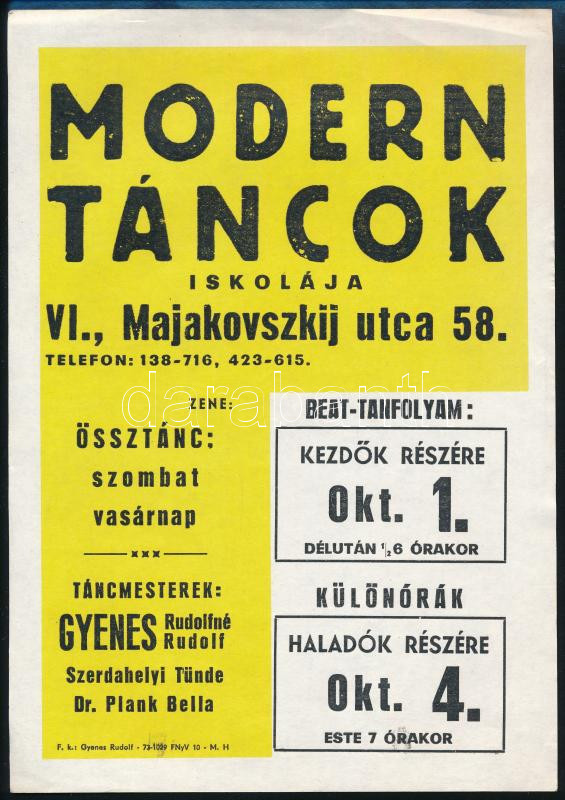 MODERN
TÁNCOK
ISKOLÁJA
VI., Majakovszkij utca 58.
TELEFON: 138-716, 423-615.
ZENE:
ÖSSZTÁNC:
szombat
vasárnap
TÁNCMESTEREK:
GYENES Rudolfné
Rudolf
Szerdahelyi Tünde
Dr. Plank Bella
F. k.: Gyenes Rudolf - 73-1029 FNyV 10 - M. H
BEAT-TANFOLYAM:
KEZDŐK RÉSZÉRE
Okt. 1.
DÉLUTÁN 1/2 6 ÓRAKOR
KÜLÖNÓRÁK
HALADÓK RÉSZÉRE
Okt. 4.
ESTE 7 ÓRAKOR
darabanth